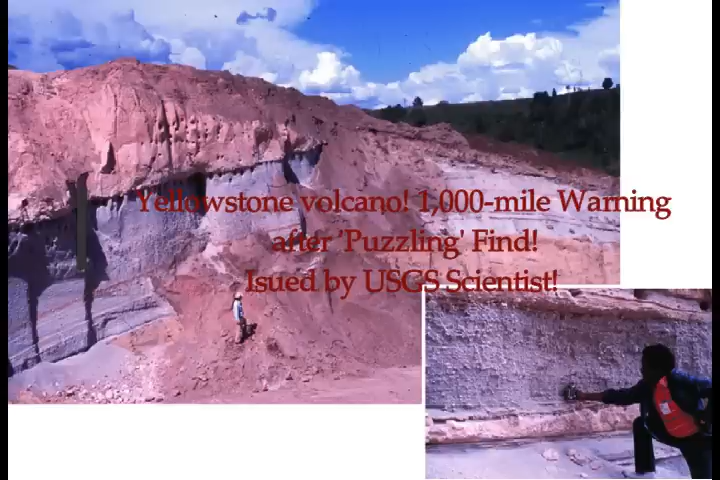 Yellowstone volcano! 1,000-mile Warning
after 'Puzzling' Find!
Isued by USGS Scientist!